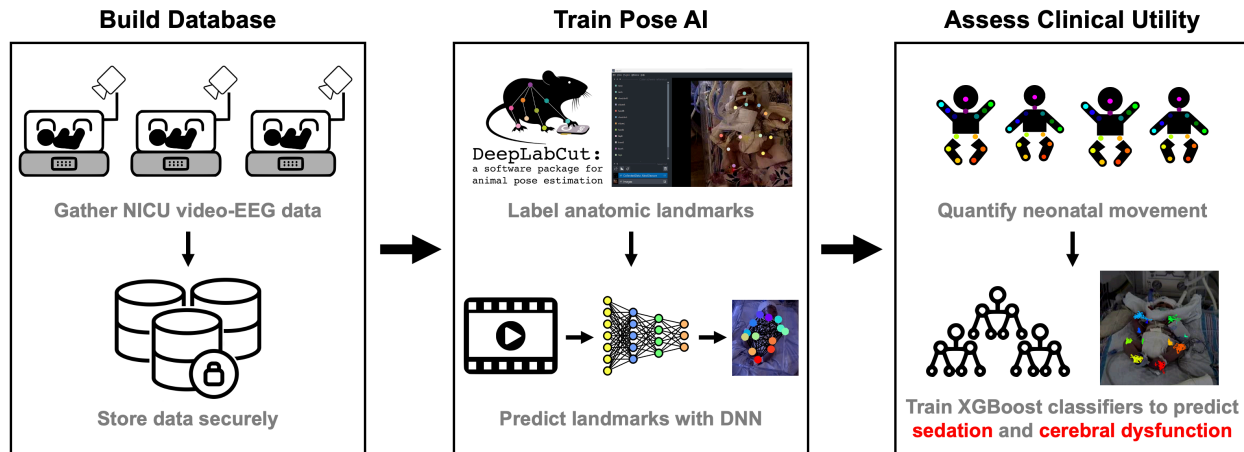 Build Database
Train Pose AI
Assess Clinical Utility
Gather NICU video-EEG data
Store data securely
DeepLabCut:
a software package for
animal pose estimation
Label anatomic landmarks
Predict landmarks with DNN
Quantify neonatal movement
Train XGBoost classifiers to predict
sedation and cerebral dysfunction